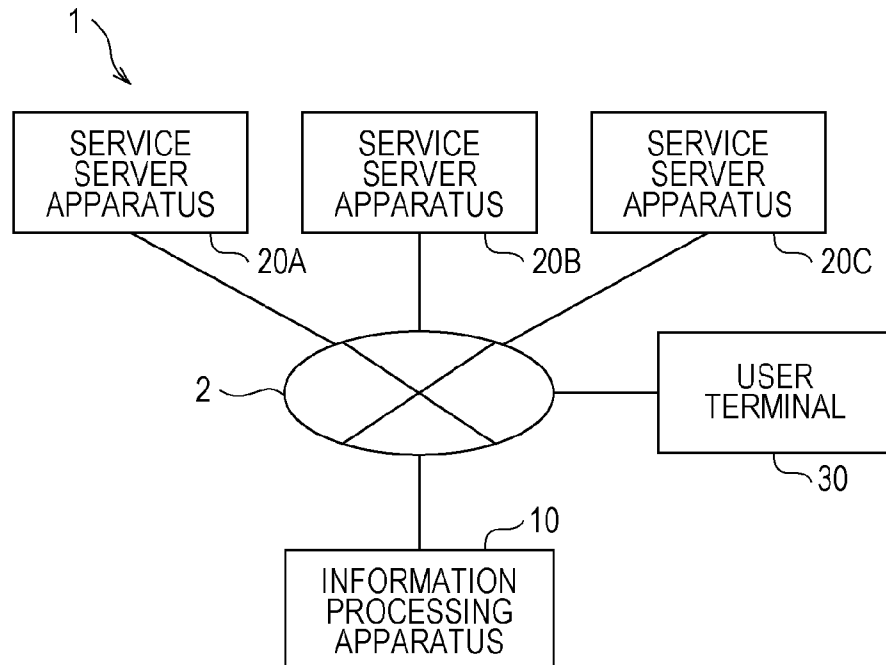 1
SERVICE
SERVER
APPARATUS
20A
SERVICE
SERVER
APPARATUS
20B
SERVICE
SERVER
APPARATUS
20C
2
USER
TERMINAL
30
10
INFORMATION
PROCESSING
APPARATUS